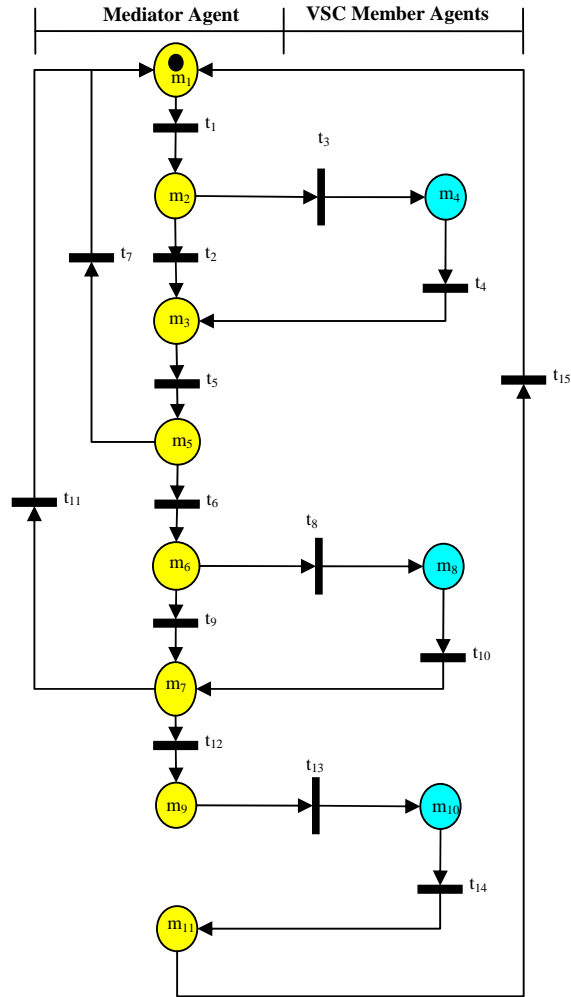 Mediator Agent VSC Member Agents
m₁
t₁
t₃
m₂ m₄
t₇ t₂
t₄
m₃
t₅ t₁₅
m₅
t₁₁ t₆
t₈
m₆ m₈
t₉
t₁₀
m₇
t₁₂
t₁₃
m₉ m₁₀
t₁₄
m₁₁